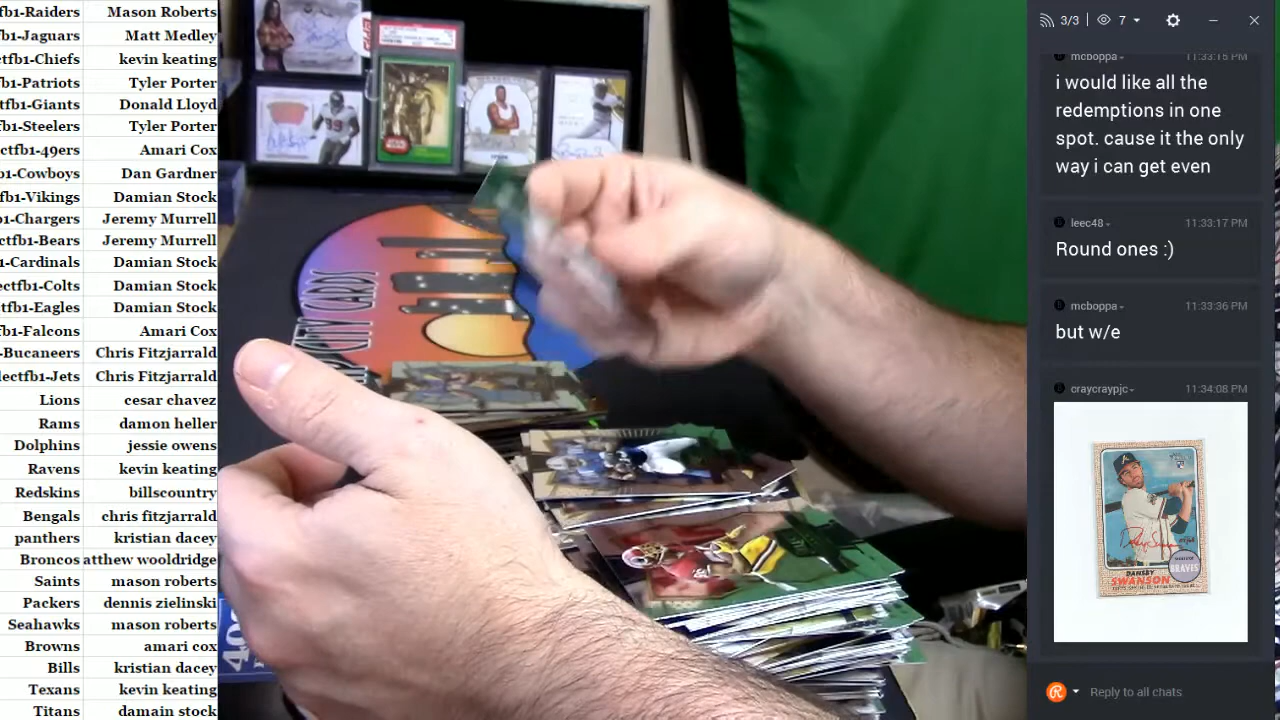 fb1-Raiders Mason Roberts
fb1-Jaguars Matt Medley
ctfb1-Chiefs kevin keating
fb1-Patriots Tyler Porter
ctfb1-Giants Donald Lloyd
fb1-Steelers Tyler Porter
ctfb1-49ers Amari Cox
fb1-Cowboys Dan Gardner
fb1-Vikings Damian Stock
1-Chargers Jeremy Murrell
ctfb1-Bears Jeremy Murrell
1-Cardinals Damian Stock
ectfb1-Colts Damian Stock
ctfb1-Eagles Damian Stock
fb1-Falcons Amari Cox
-Bucaneers Chris Fitzjarrald
lectfb1-Jets Chris Fitzjarrald
Lions cesar chavez
Rams damon heller
Dolphins jessie owens
Ravens kevin keating
Redskins billscountry
Bengals chris fitzjarrald
panthers kristian dacey
Broncos atthew wooldridge
Saints mason roberts
Packers dennis zielinski
Seahawks mason roberts
Browns amari cox
Bills kristian dacey
Texans kevin keating
Titans damain stock
CITY CARDS
40
3/3 7
mcboppa 11:33:15 PM
i would like all the
redemptions in one
spot. cause it the only
way i can get even
leec48 11:33:17 PM
Round ones :)
mcboppa 11:33:36 PM
but w/e
craycraypjc 11:34:08 PM
DANSBY
SWANSON
BRAVES
Reply to all chats